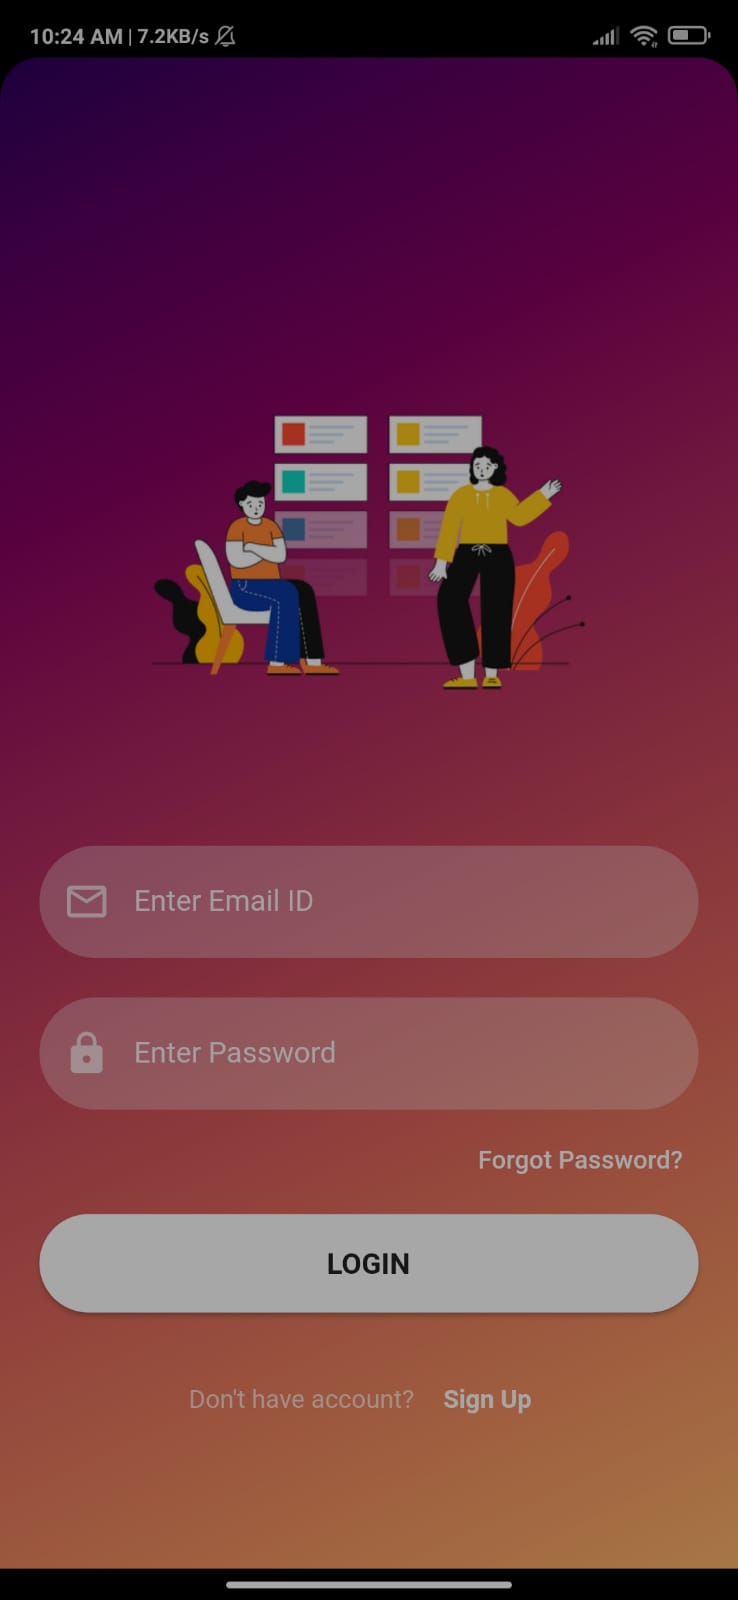 10:24 AM | 7.2KB/s
Enter Email ID
Enter Password
Forgot Password?
LOGIN
Don't have account? Sign Up